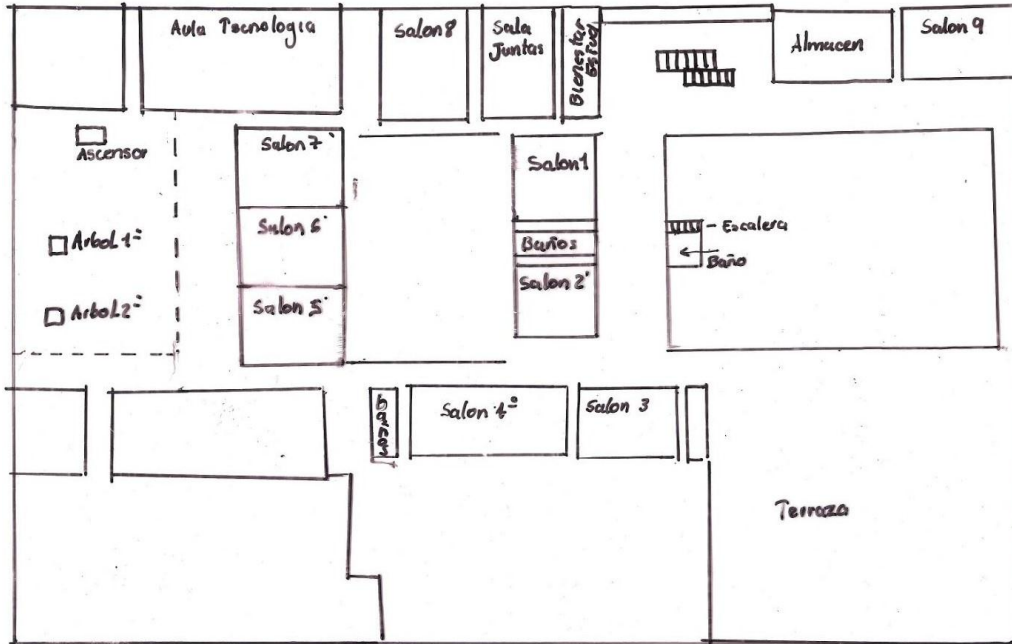 Aula Tecnologia
Salon 8
Sala
Juntas
Bienestar
Estud
Almacen
Salon 9
Ascensor
Salon 7
Salon 1
Arbol 1
Salon 6
Baños
- Escalera
← Baño
Arbol 2
Salon 5
Salon 2
Baños
Salon 4
Salon 3
Terraza